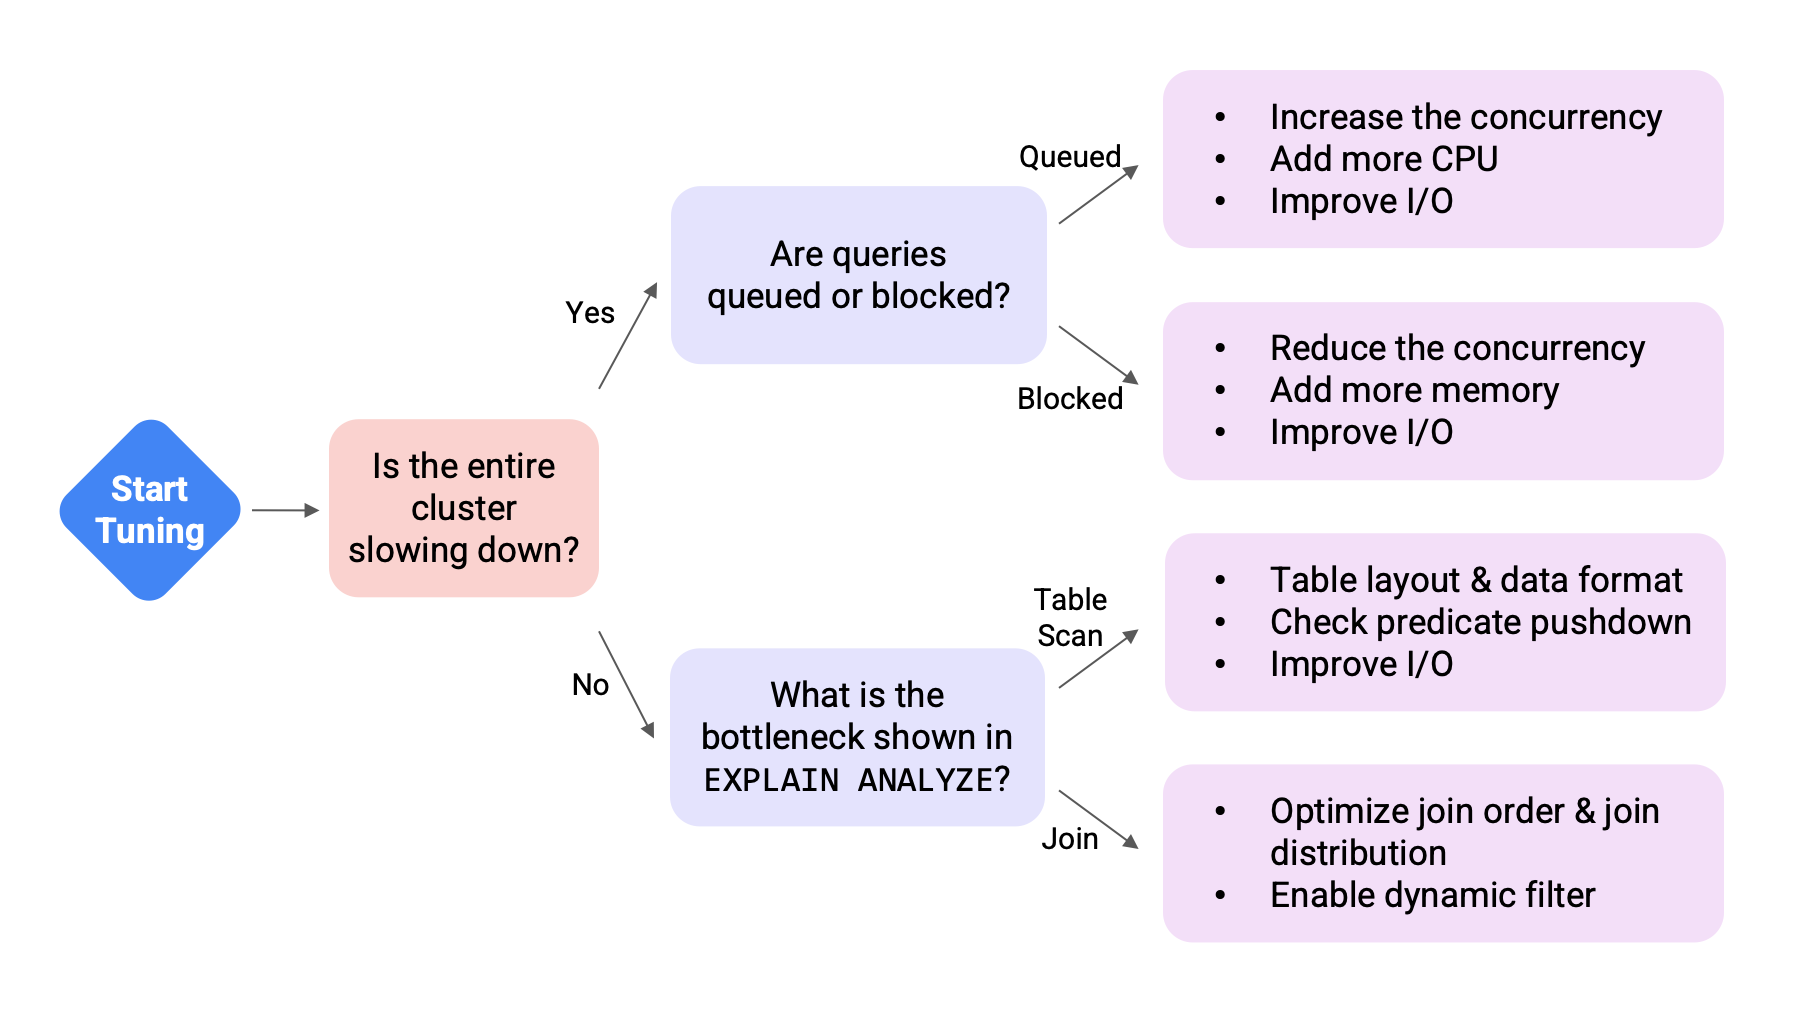 Start
Tuning
Is the entire
cluster
slowing down?
Yes
No
Are queries
queued or blocked?
Queued
Blocked
• Increase the concurrency
• Add more CPU
• Improve I/O
• Reduce the concurrency
• Add more memory
• Improve I/O
What is the
bottleneck shown in
EXPLAIN ANALYZE?
Table
Scan
Join
• Table layout & data format
• Check predicate pushdown
• Improve I/O
• Optimize join order & join
distribution
• Enable dynamic filter